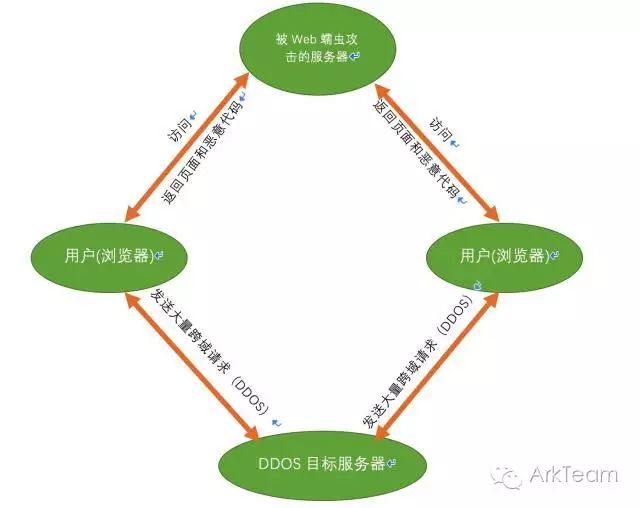 被 Web 蠕虫攻
击的服务器
访问
返回页面和恶意代码
访问
返回页面和恶意代码
用户(浏览器)
用户(浏览器)
发送大量跨域请求（DDOS）
发送大量跨域请求（DDOS）
DDOS 目标服务器
ArkTeam